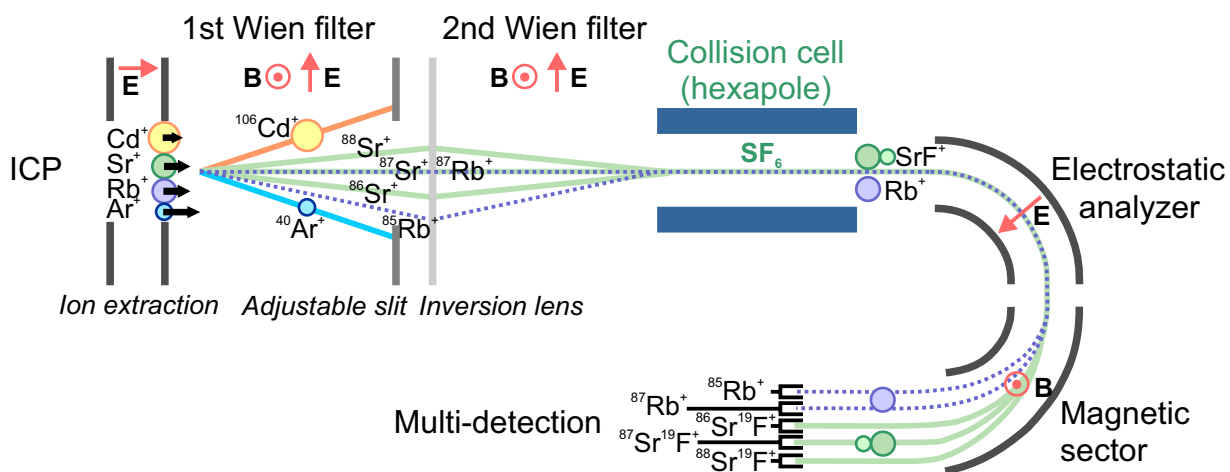 1st Wien filter
2nd Wien filter
B E
B E
E
Collision cell
(hexapole)
ICP
Cd⁺
Sr⁺
Rb⁺
Ar⁺
¹⁰⁶Cd⁺
⁸⁸Sr⁺
⁸⁷Sr⁺ ⁸⁷Rb⁺
⁸⁶Sr⁺
⁴⁰Ar⁺
⁸⁵Rb⁺
SF₆
SrF⁺
Rb⁺
Electrostatic
analyzer
E
Ion extraction
Adjustable slit
Inversion lens
Multi-detection
⁸⁵Rb⁺
⁸⁷Rb⁺
⁸⁶Sr¹⁹F⁺
⁸⁷Sr¹⁹F⁺
⁸⁸Sr¹⁹F⁺
B
Magnetic
sector